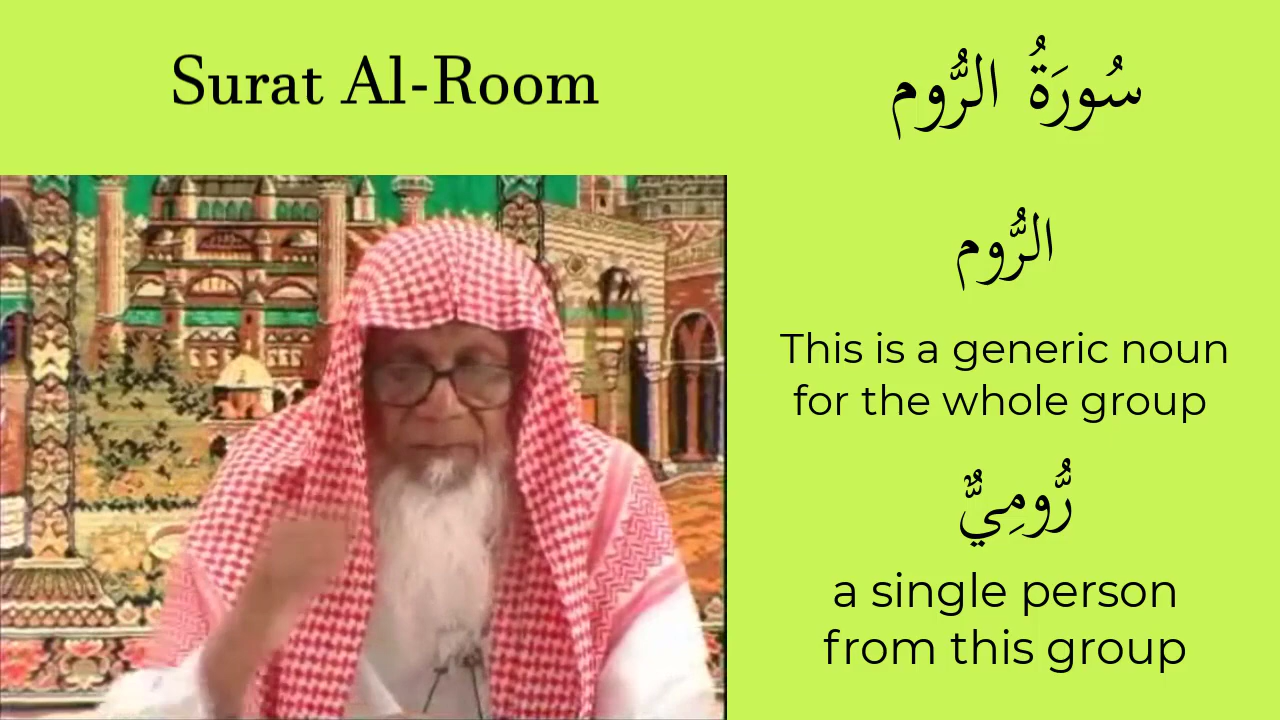 Surat Al-Room
سُورَةُ الرُّوم
الرُّوم
This is a generic noun
for the whole group
رُّومِيٌّ
a single person
from this group